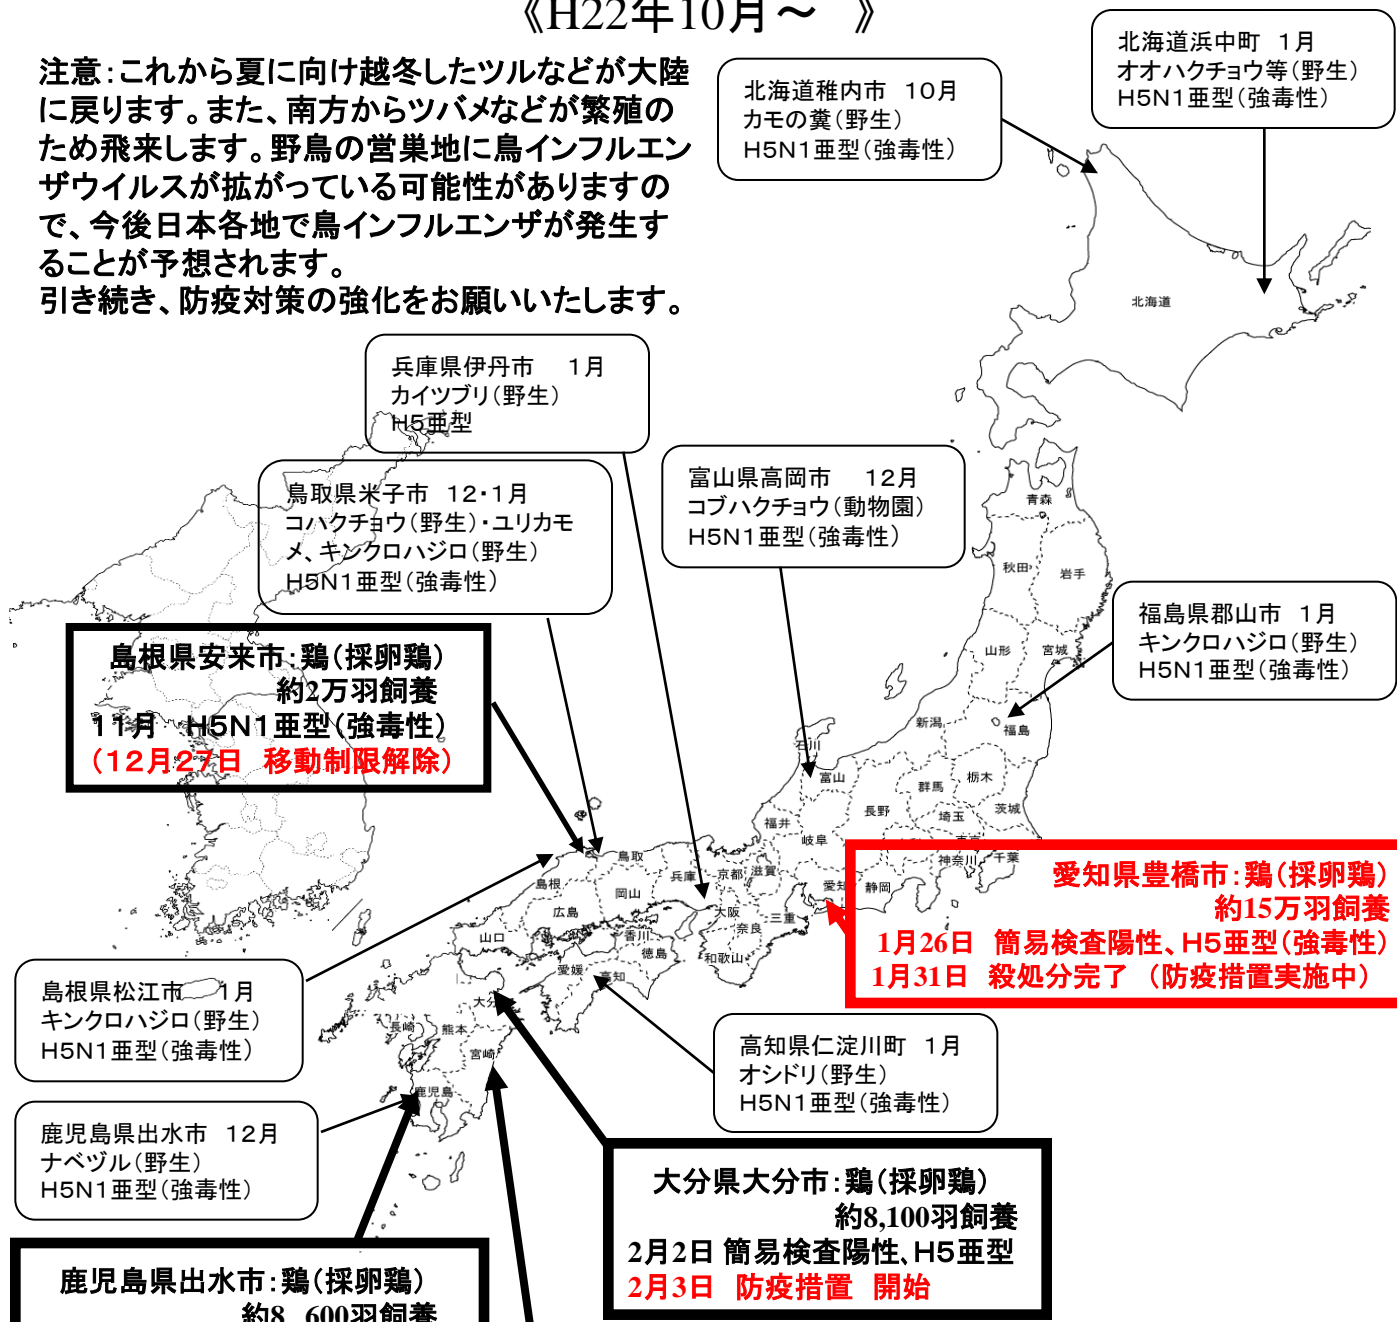 《H22年10月～　》
注意：これから夏に向け越冬したツルなどが大陸
に戻ります。また、南方からツバメなどが繁殖の
ため飛来します。野鳥の営巣地に鳥インフルエン
ザウイルスが拡がっている可能性がありますの
で、今後日本各地で鳥インフルエンザが発生す
ることが予想されます。
引き続き、防疫対策の強化をお願いいたします。
北海道稚内市　10月
カモの糞（野生）
H5N1亜型（強毒性）
北海道浜中町　1月
オオハクチョウ等（野生）
H5N1亜型（強毒性）
北海道
兵庫県伊丹市　1月
カイツブリ（野生）
H5亜型
鳥取県米子市　12・1月
コハクチョウ（野生）・ユリカモ
メ、キンクロハジロ（野生）
H5N1亜型（強毒性）
富山県高岡市　12月
コブハクチョウ（動物園）
H5N1亜型（強毒性）
青森
秋田
岩手
山形
宮城
福島県郡山市　1月
キンクロハジロ（野生）
H5N1亜型（強毒性）
島根県安来市：鶏（採卵鶏）
約2万羽飼養
11月　H5N1亜型（強毒性）
（12月27日　移動制限解除）
新潟
福島
石川
富山
群馬
栃木
長野
埼玉
茨城
福井
岐阜
神奈川
千葉
愛知
静岡
愛知県豊橋市：鶏（採卵鶏）
約15万羽飼養
1月26日　簡易検査陽性、H5亜型（強毒性）
1月31日　殺処分完了　（防疫措置実施中）
鳥取
島根
岡山
兵庫
京都
滋賀
広島
大阪
奈良
三重
山口
香川
徳島
和歌山
愛媛
高知
大分
長崎
熊本
宮崎
鹿児島
島根県松江市　1月
キンクロハジロ（野生）
H5N1亜型（強毒性）
高知県仁淀川町　1月
オシドリ（野生）
H5N1亜型（強毒性）
鹿児島県出水市　12月
ナベヅル（野生）
H5N1亜型（強毒性）
大分県大分市：鶏（採卵鶏）
約8,100羽飼養
2月2日 簡易検査陽性、H5亜型
2月3日　防疫措置　開始
鹿児島県出水市：鶏（採卵鶏）
約8，600羽飼養